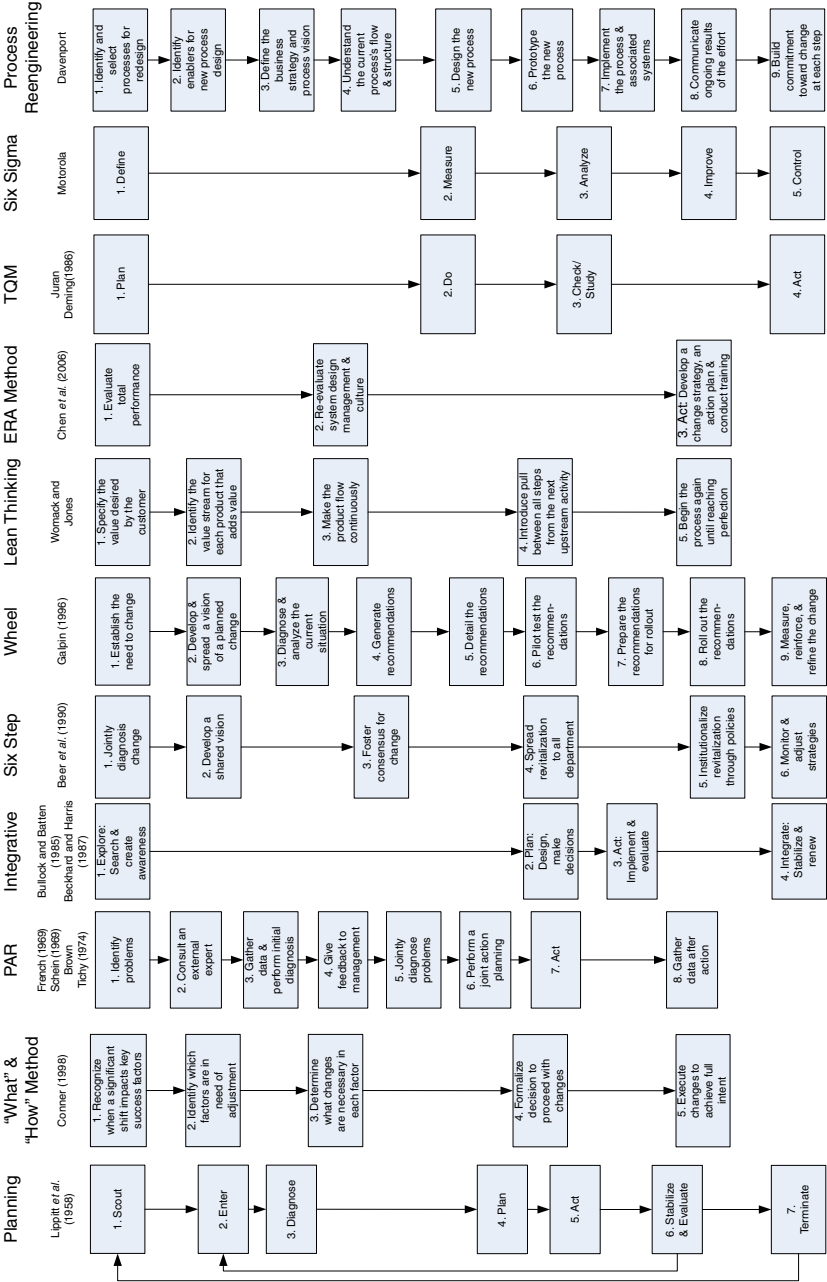 Planning
Lippitt et al.
(1958)
1. Scout
2. Enter
3. Diagnose
4. Plan
5. Act
6. Stabilize
& Evaluate
7.
Terminate
"What" &
"How" Method
Conner (1998)
1. Recognize
when a significant
shift impacts key
success factors
2. Identify which
factors are in
need of
adjustment
3. Determine
what changes
are necessary in
each factor
4. Formalize
decision to
proceed with
changes
5. Execute
changes to
achieve full
intent
PAR
French (1969)
Schein (1969)
Brown
Tichy (1974)
1. Identify
problems
2. Consult an
external
expert
3. Gather
data &
perform initial
diagnosis
4. Give
feedback to
management
5. Jointly
diagnose
problems
6. Perform a
joint action
planning
7. Act
8. Gather
data after
action
Integrative
Bullock and Batten
(1985)
Beckhard and Harris
(1987)
1. Explore:
Search &
create
awareness
2. Plan:
Design,
make
decisions
3. Act:
Implement &
evaluate
4. Integrate:
Stabilize &
renew
Six Step
Beer et al. (1990)
1. Jointly
diagnosis
change
2. Develop a
shared vision
3. Foster
consensus for
change
4. Spread
revitalization
to all
department
5. Institutionalize
revitalization
through policies
6. Monitor &
adjust
strategies
Wheel
Galpin (1996)
1. Establish the
need to change
2. Develop &
spread a vision
of a planned
change
3. Diagnose &
analyze the
current
situation
4. Generate
recommendations
5. Detail the
recommendations
6. Pilot test the
recommen-
dations
7. Prepare the
recommendations
for rollout
8. Roll out the
recommen-
dations
9. Measure,
reinforce, &
refine the change
Lean Thinking
Womack and
Jones
1. Specify the
value desired
by the
customer
2. Identify the
value stream for
each product that
adds value
3. Make the
product flow
continuously
4. Introduce pull
between all steps
from the next
upstream activity
5. Begin the
process again
until reaching
perfection
ERA Method
Chen et al. (2006)
1. Evaluate
total
performance
2. Re-evaluate
system design
management &
culture
3. Act: Develop a
change strategy, an
action plan &
conduct training
TQM
Juran
Deming(1986)
1. Plan
2. Do
3. Check/
Study
4. Act
Six Sigma
Motorola
1. Define
2. Measure
3. Analyze
4. Improve
5. Control
Process
Reengineering
Davenport
1. Identify and
select
processes for
redesign
2. Identify
enablers for
new process
design
3. Define the
business
strategy and
process vision
4. Understand
the current
process's flow
& structure
5. Design the
new process
6. Prototype
the new
process
7. Implement
the process &
associated
systems
8. Communicate
ongoing results
of the effort
9. Build
commitment
toward change
at each step